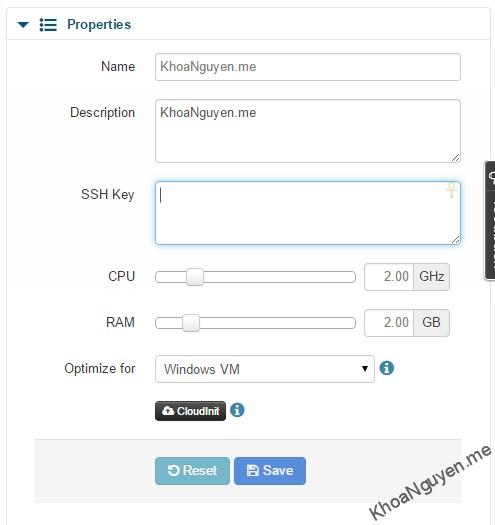 Properties
Name KhoaNguyen.me
Description KhoaNguyen.me
SSH Key
CPU 2.00 GHz
RAM 2.00 GB
Optimize for Windows VM
CloudInit
Reset Save
KhoaNguyen.me